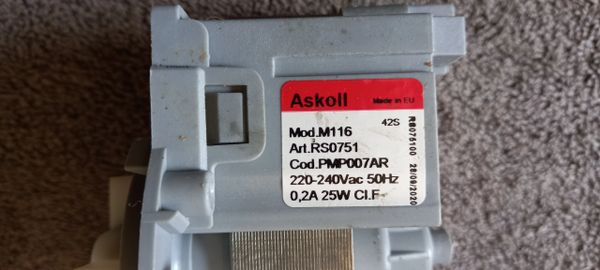 Askoll
Made in EU
Mod.M116
42S
Art.RS0751
Cod.PMP007AR
220-240Vac 50Hz
0,2A 25W Cl.F
RS075100 28/09/2020